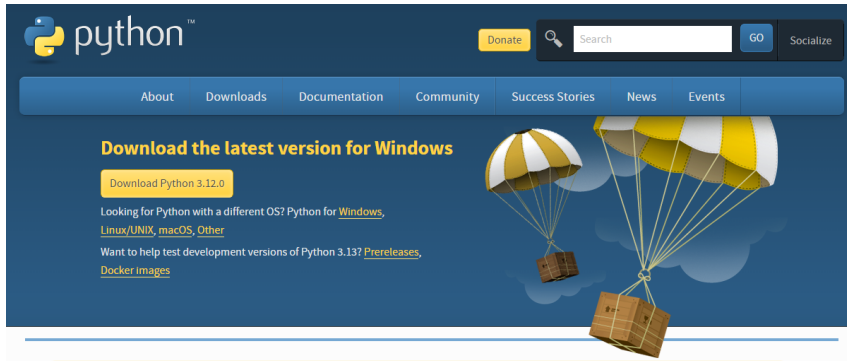 python™
Donate
Search
GO
Socialize
About Downloads Documentation Community Success Stories News Events
Download the latest version for Windows
Download Python 3.12.0
Looking for Python with a different OS? Python for Windows,
Linux/UNIX, macOS, Other
Want to help test development versions of Python 3.13? Prereleases,
Docker images